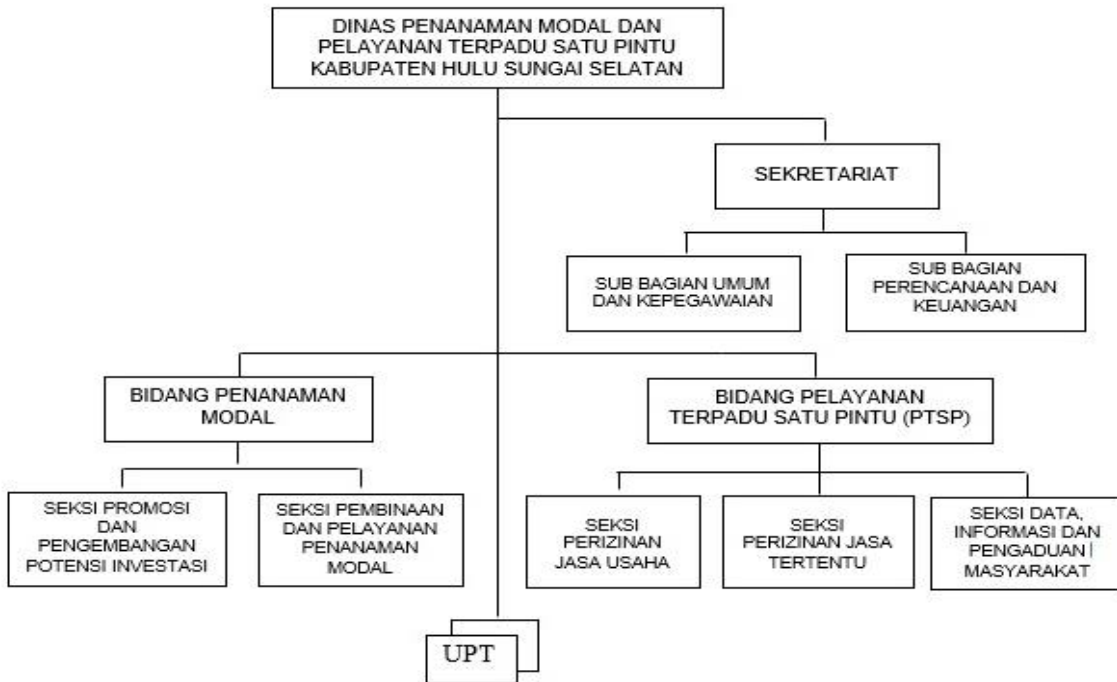 DINAS PENANAMAN MODAL DAN
PELAYANAN TERPADU SATU PINTU
KABUPATEN HULU SUNGAI SELATAN
SEKRETARIAT
SUB BAGIAN UMUM
DAN KEPEGAWAIAN
SUB BAGIAN
PERENCANAAN DAN
KEUANGAN
BIDANG PENANAMAN
MODAL
BIDANG PELAYANAN
TERPADU SATU PINTU (PTSP)
SEKSI PROMOSI
DAN
PENGEMBANGAN
POTENSI INVESTASI
SEKSI PEMBINAAN
DAN PELAYANAN
PENANAMAN
MODAL
SEKSI
PERIZINAN
JASA USAHA
SEKSI
PERIZINAN JASA
TERTENTU
SEKSI DATA,
INFORMASI DAN
PENGADUAN
MASYARAKAT
UPT